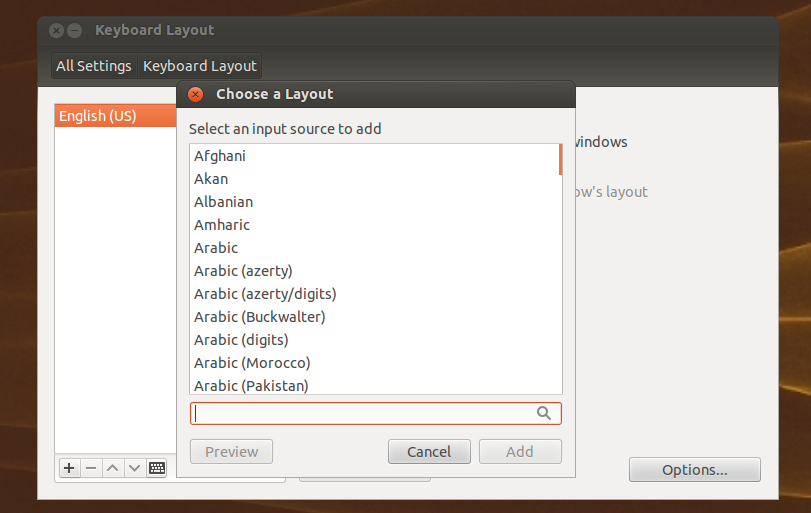 Keyboard Layout
All Settings Keyboard Layout
Choose a Layout
English (US)
Select an input source to add
windows
Afghani
Akan
ow's layout
Albanian
Amharic
Arabic
Arabic (azerty)
Arabic (azerty/digits)
Arabic (Buckwalter)
Arabic (digits)
Arabic (Morocco)
Arabic (Pakistan)
Preview Cancel Add
Options...